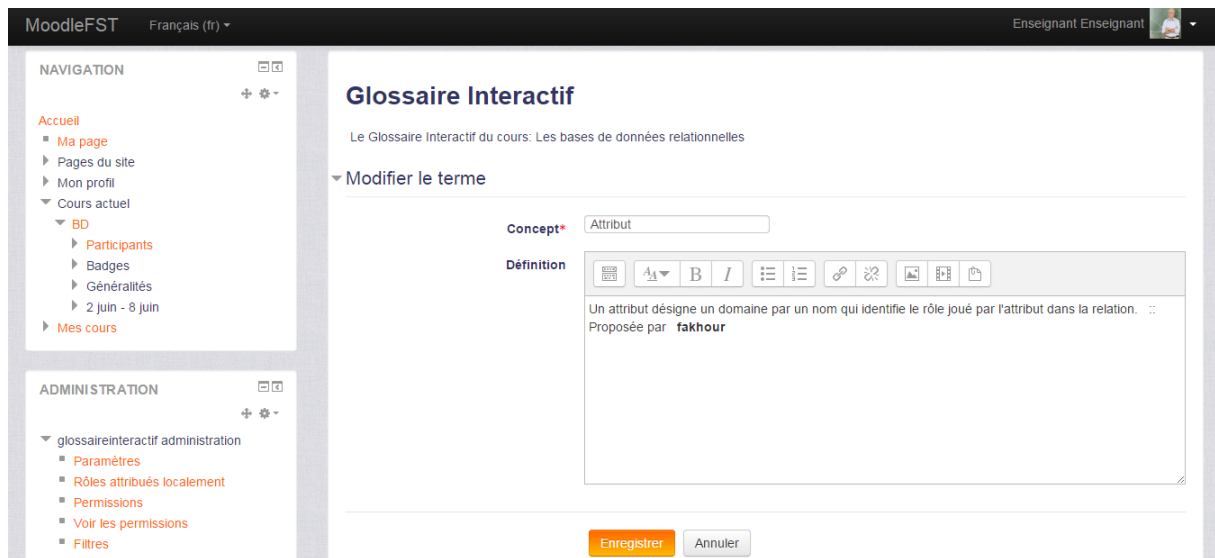 MoodleFST Français (fr) Enseignant Enseignant
NAVIGATION
Accueil
Ma page
Pages du site
Mon profil
Cours actuel
BD
Participants
Badges
Généralités
2 juin - 8 juin
Mes cours
ADMINISTRATION
glossaireinteractif administration
Paramètres
Rôles attribués localement
Permissions
Voir les permissions
Filtres
Glossaire Interactif
Le Glossaire Interactif du cours: Les bases de données relationnelles
Modifier le terme
Concept* Attribut
Définition
Un attribut désigne un domaine par un nom qui identifie le rôle joué par l'attribut dans la relation. ::
Proposée par fakhour
Enregistrer Annuler